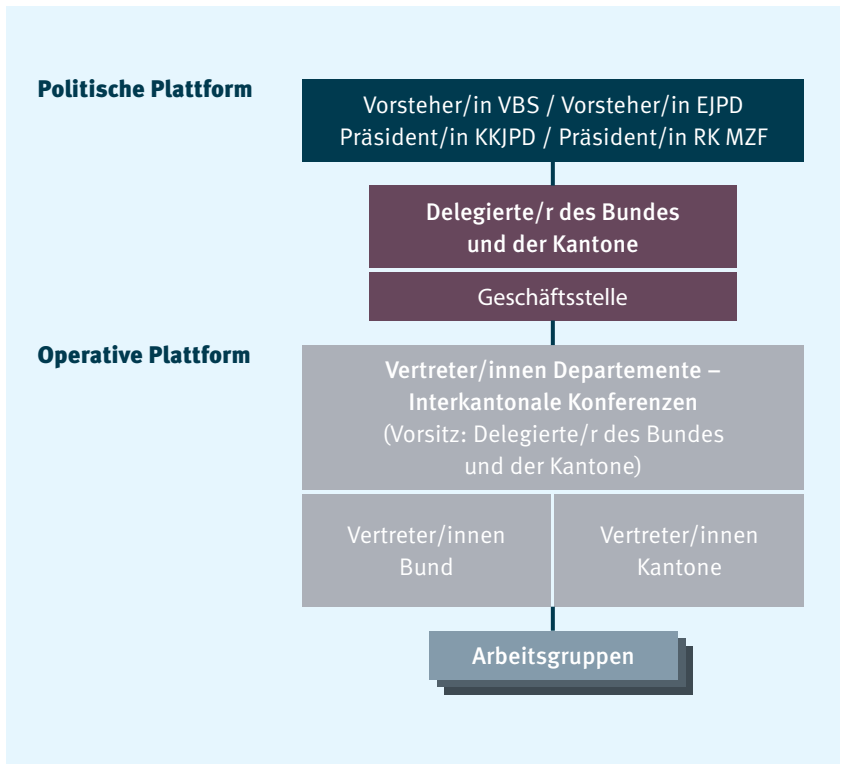 Politische Plattform
Vorsteher/in VBS / Vorsteher/in EJPD
Präsident/in KKJPD / Präsident/in RK MZF
Delegierte/r des Bundes
und der Kantone
Geschäftsstelle
Operative Plattform
Vertreter/innen Departemente –
Interkantonale Konferenzen
(Vorsitz: Delegierte/r des Bundes
und der Kantone)
Vertreter/innen
Bund
Vertreter/innen
Kantone
Arbeitsgruppen